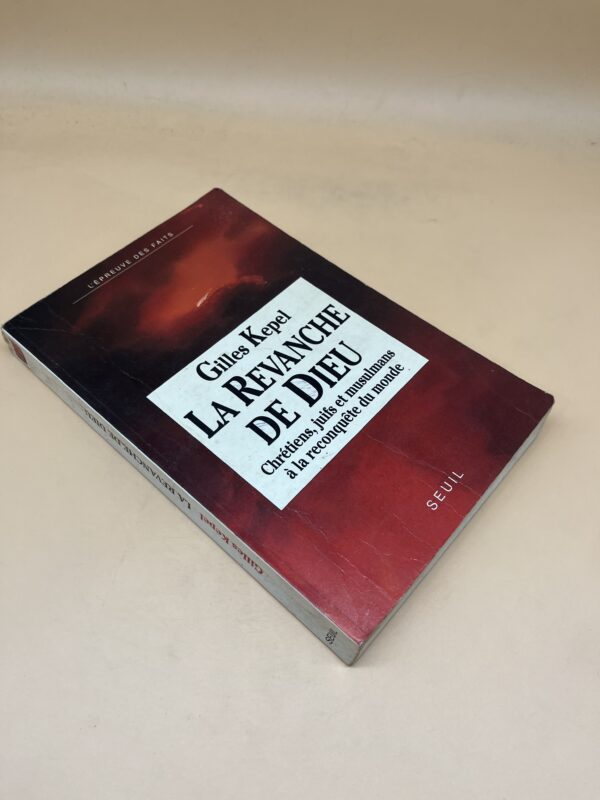 L'ÉPREUVE DES FAITS
Gilles Kepel
LA REVANCHE
DE DIEU
Chrétiens, juifs et musulmans
à la reconquête du monde
SEUIL
Gilles Kepel LA REVANCHE DE DIEU
SEUIL